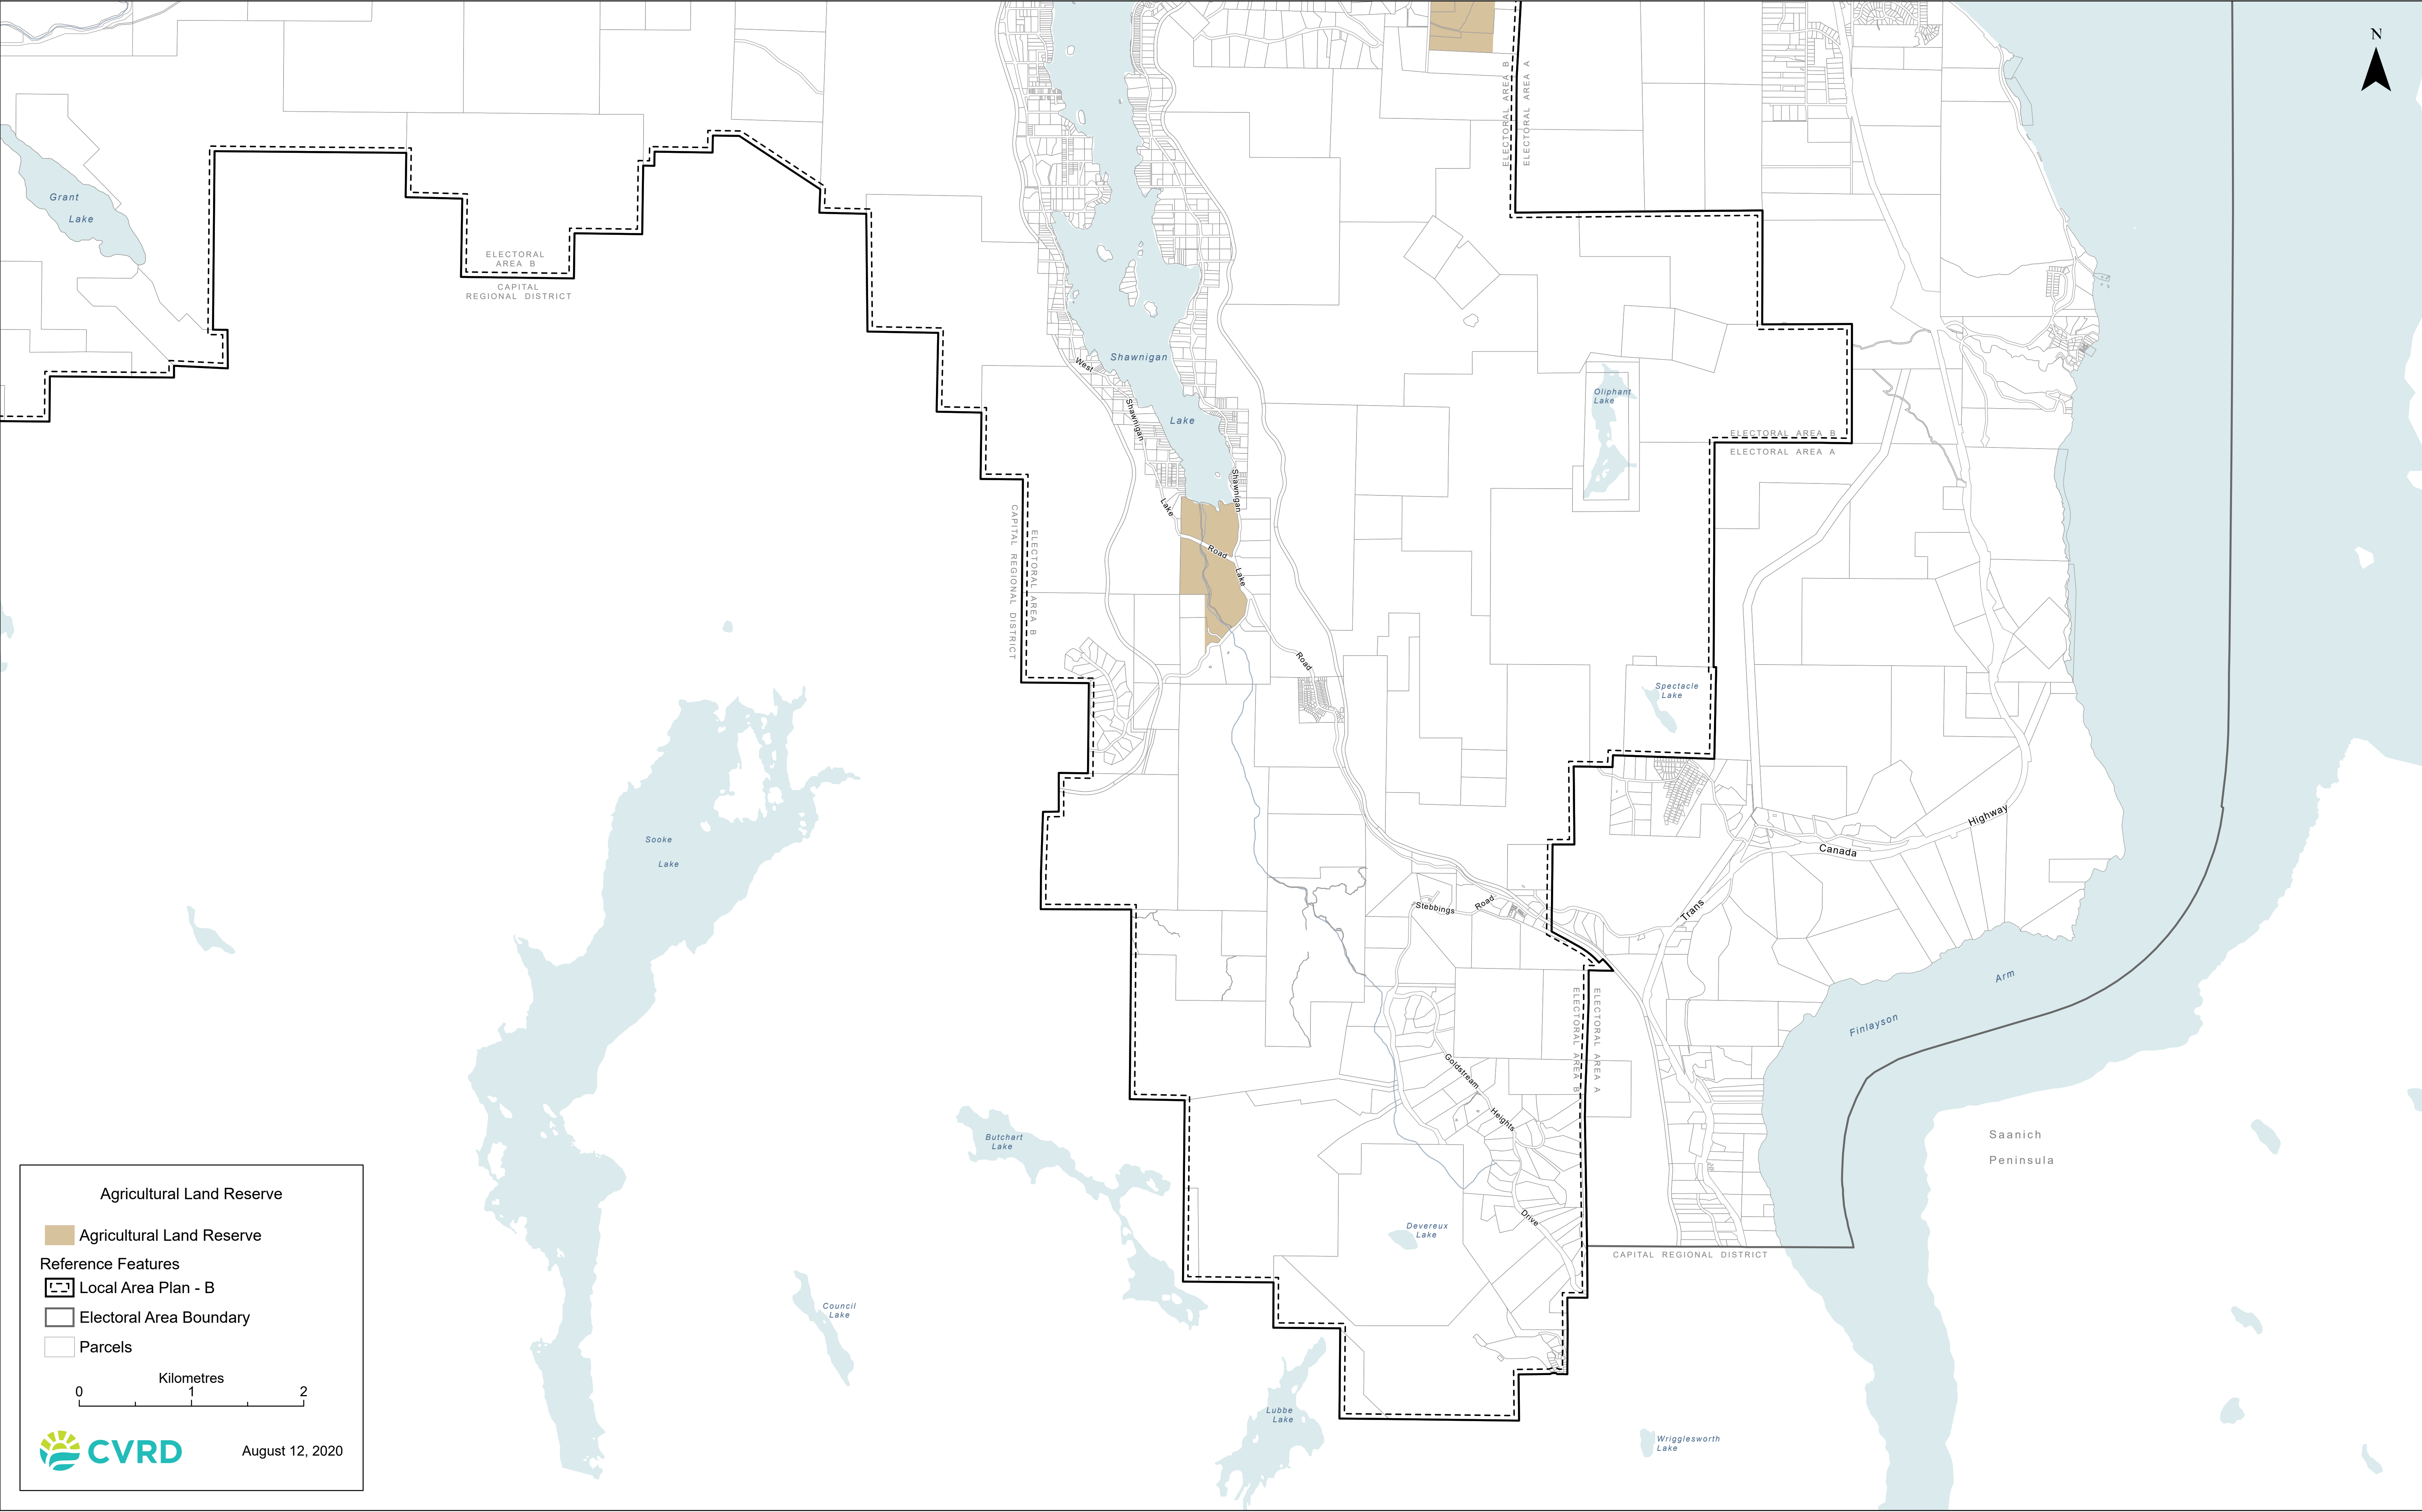 N
ELECTORAL AREA B
ELECTORAL AREA A
Grant
Lake
ELECTORAL
AREA B
CAPITAL
REGIONAL DISTRICT
Shawnigan
Lake
West
Shawnigan
Lake
Road
Shawnigan
Lake
Road
Oliphant
Lake
ELECTORAL AREA B
ELECTORAL AREA A
CAPITAL REGIONAL DISTRICT
ELECTORAL AREA B
Spectacle
Lake
Sooke
Lake
Highway
Canada
Trans
Stebbings
Road
Arm
Finlayson
ELECTORAL AREA B
ELECTORAL AREA A
Goldstream
Heights
Drive
Butchart
Lake
Saanich
Peninsula
Devereux
Lake
CAPITAL REGIONAL DISTRICT
Council
Lake
Lubbe
Lake
Wrigglesworth
Lake
Agricultural Land Reserve
Agricultural Land Reserve
Reference Features
Local Area Plan - B
Electoral Area Boundary
Parcels
Kilometres
0 1 2
CVRD
August 12, 2020